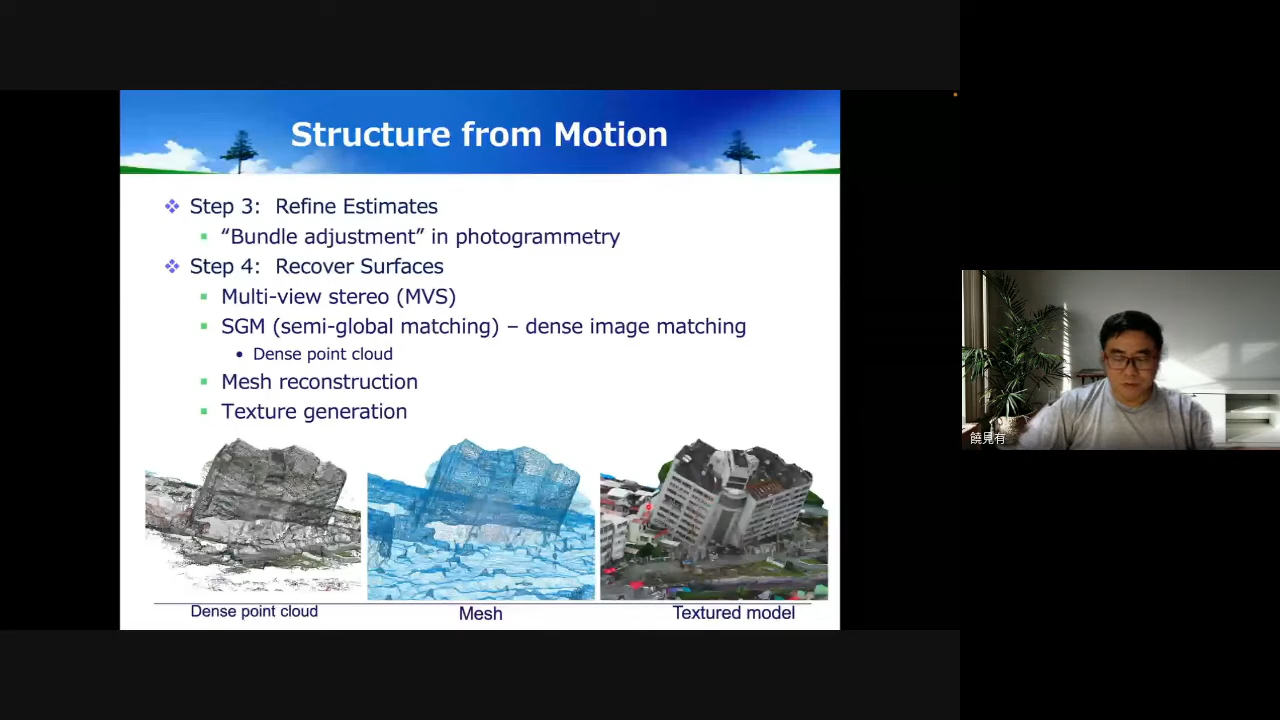 Structure from Motion
Step 3: Refine Estimates
“Bundle adjustment” in photogrammetry
Step 4: Recover Surfaces
Multi-view stereo (MVS)
SGM (semi-global matching) – dense image matching
Dense point cloud
Mesh reconstruction
Texture generation
Dense point cloud
Mesh
Textured model
饒見有